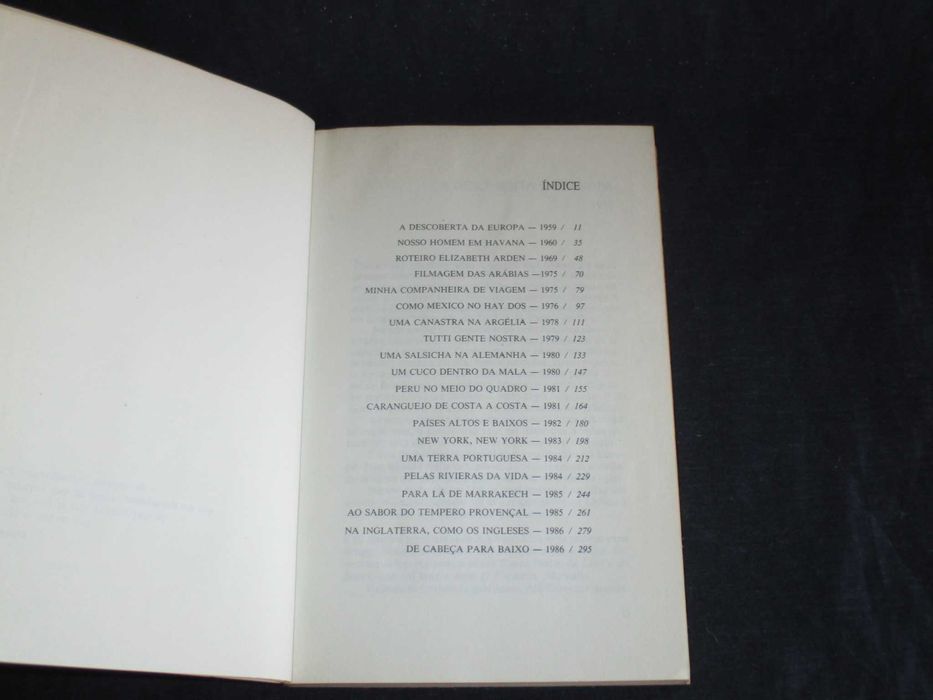 ÍNDICE
A DESCOBERTA DA EUROPA — 1959 / 11
NOSSO HOMEM EM HAVANA — 1960 / 35
ROTEIRO ELIZABETH ARDEN — 1969 / 48
FILMAGEM DAS ARÁBIAS —1975 / 70
MINHA COMPANHEIRA DE VIAGEM — 1975 / 79
COMO MEXICO NO HAY DOS — 1976 / 97
UMA CANASTRA NA ARGÉLIA — 1978 / 111
TUTTI GENTE NOSTRA — 1979 / 123
UMA SALSICHA NA ALEMANHA — 1980 / 133
UM CUCO DENTRO DA MALA — 1980 / 147
PERU NO MEIO DO QUADRO — 1981 / 155
CARANGUEJO DE COSTA A COSTA — 1981 / 164
PAÍSES ALTOS E BAIXOS — 1982 / 180
NEW YORK, NEW YORK — 1983 / 198
UMA TERRA PORTUGUESA — 1984 / 212
PELAS RIVIERAS DA VIDA — 1984 / 229
PARA LÁ DE MARRAKECH — 1985 / 244
AO SABOR DO TEMPERO PROVENÇAL — 1985 / 261
NA INGLATERRA, COMO OS INGLESES — 1986 / 279
DE CABEÇA PARA BAIXO — 1986 / 295